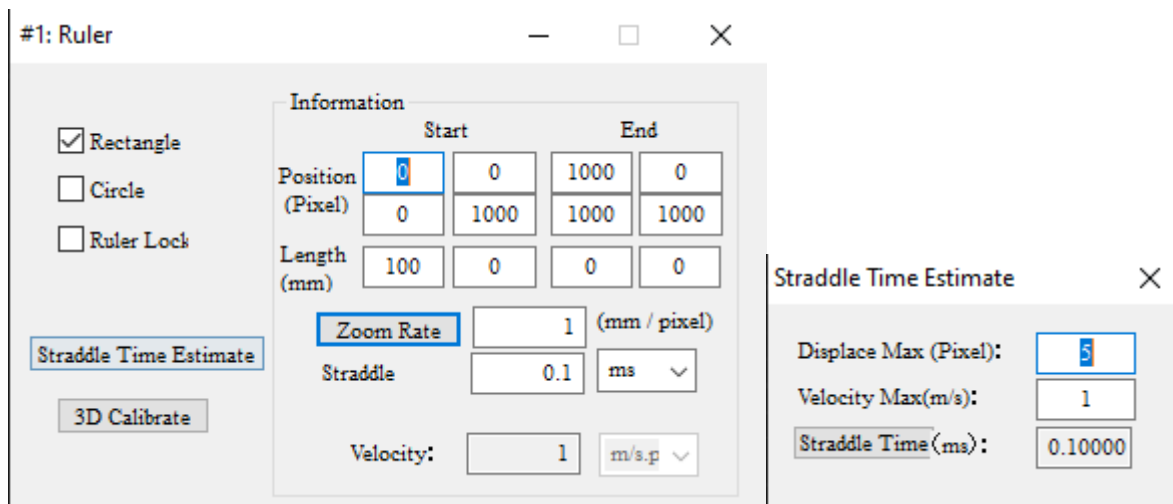 #1: Ruler
Rectangle
Circle
Ruler Lock
Straddle Time Estimate
3D Calibrate
Information
Start End
Position (Pixel)
0 0 1000 0
0 1000 1000 1000
Length (mm)
100 0 0 0
Zoom Rate 1 (mm / pixel)
Straddle 0.1 ms
Velocity: 1 m/s.p
Straddle Time Estimate
Displace Max (Pixel): 5
Velocity Max(m/s): 1
Straddle Time(ms): 0.10000